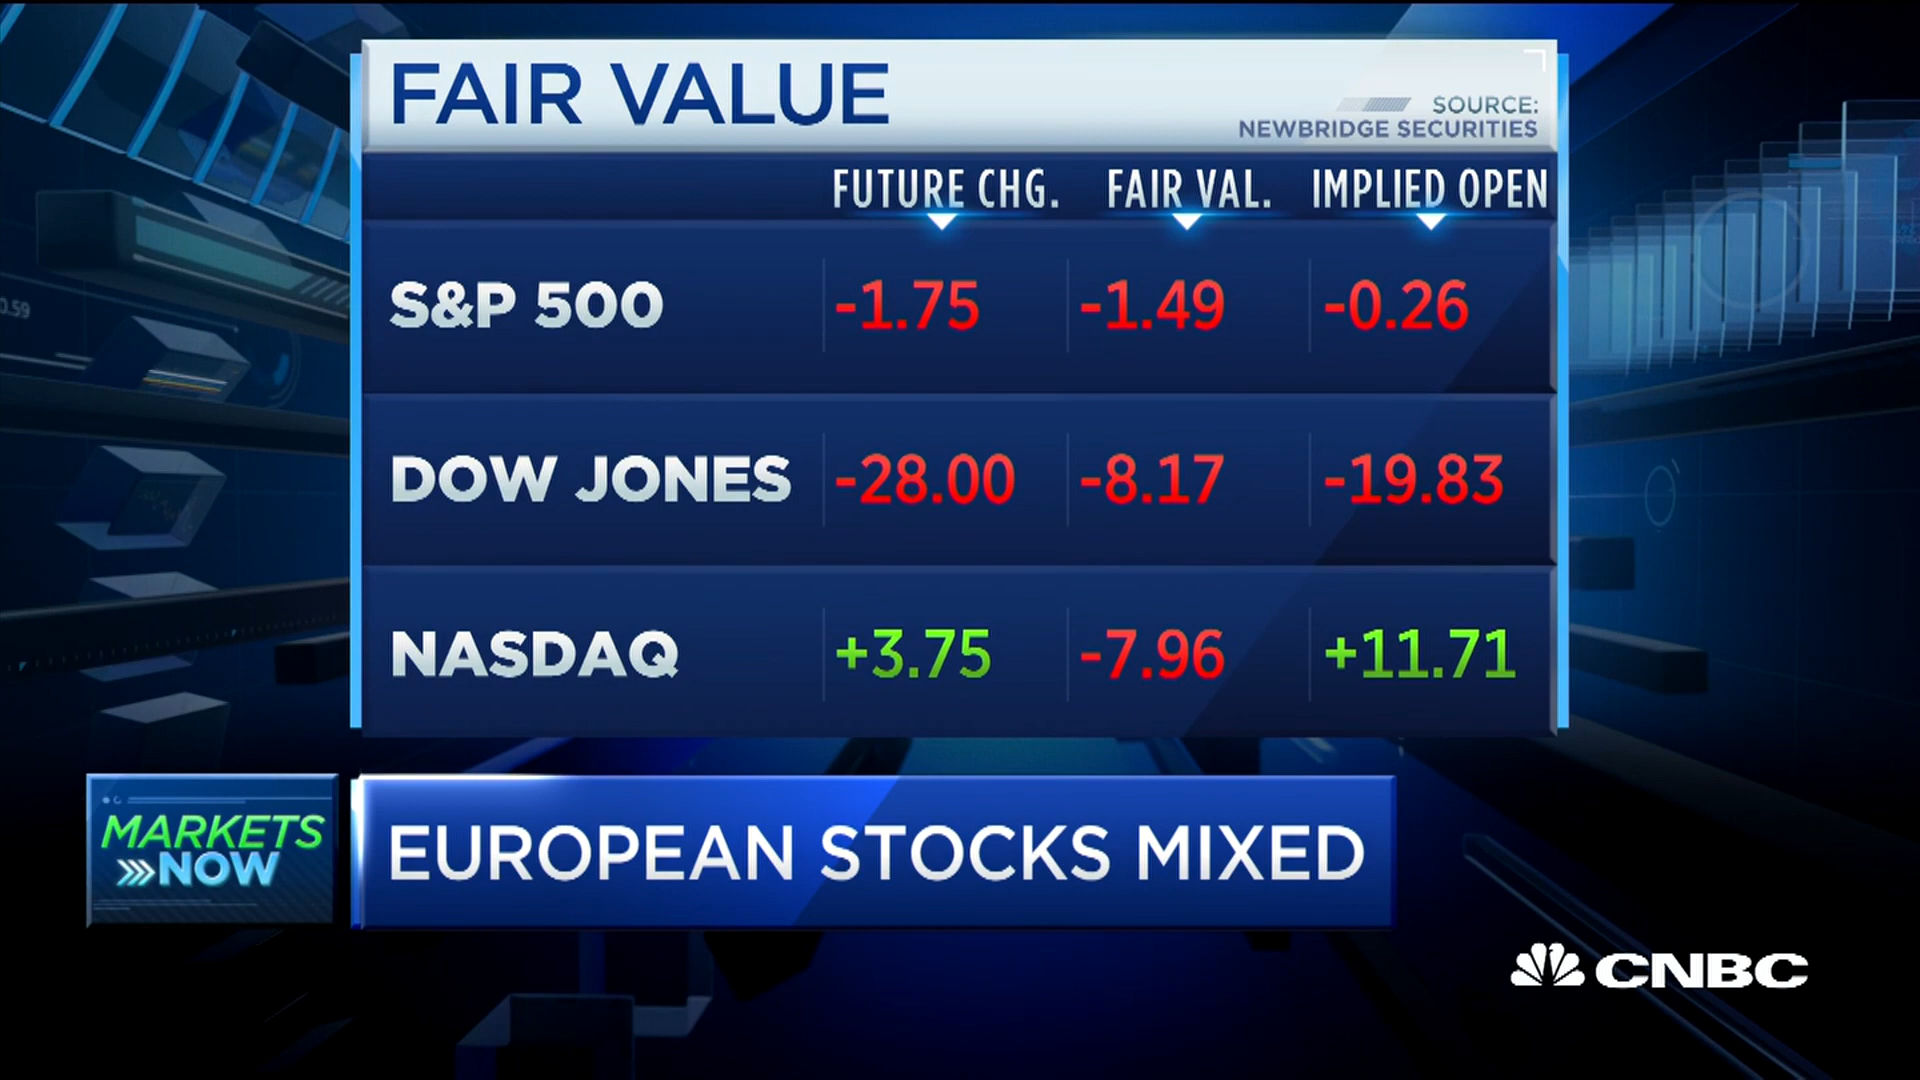 FAIR VALUE
SOURCE:
NEWBRIDGE SECURITIES
FUTURE CHG. FAIR VAL. IMPLIED OPEN
S&P 500 -1.75 -1.49 -0.26
DOW JONES -28.00 -8.17 -19.83
NASDAQ +3.75 -7.96 +11.71
0.59
MARKETS
NOW
EUROPEAN STOCKS MIXED
CNBC